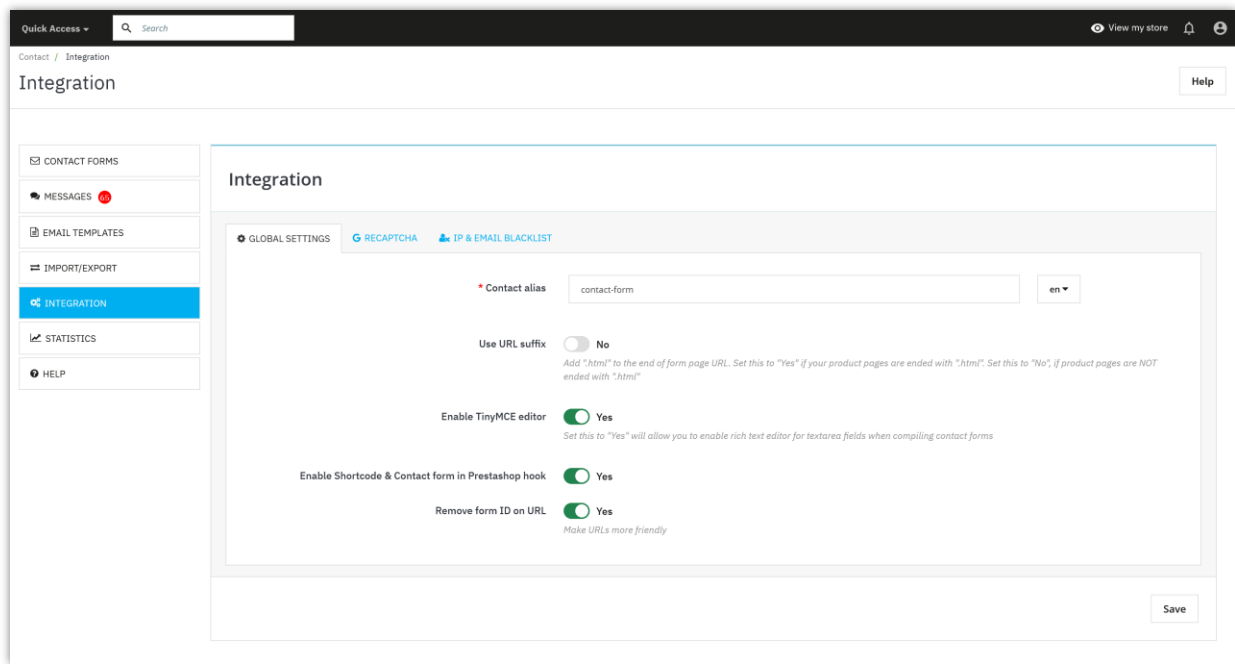 Quick Access
Search
View my store
Contact / Integration
Integration
Help
CONTACT FORMS
MESSAGES 65
EMAIL TEMPLATES
IMPORT/EXPORT
INTEGRATION
STATISTICS
HELP
Integration
GLOBAL SETTINGS RECAPTCHA IP & EMAIL BLACKLIST
* Contact alias contact-form en
Use URL suffix No
Add ".html" to the end of form page URL. Set this to "Yes" if your product pages are ended with ".html". Set this to "No", if product pages are NOT
ended with ".html"
Enable TinyMCE editor Yes
Set this to "Yes" will allow you to enable rich text editor for textarea fields when compiling contact forms
Enable Shortcode & Contact form in Prestashop hook Yes
Remove form ID on URL Yes
Make URLs more friendly
Save